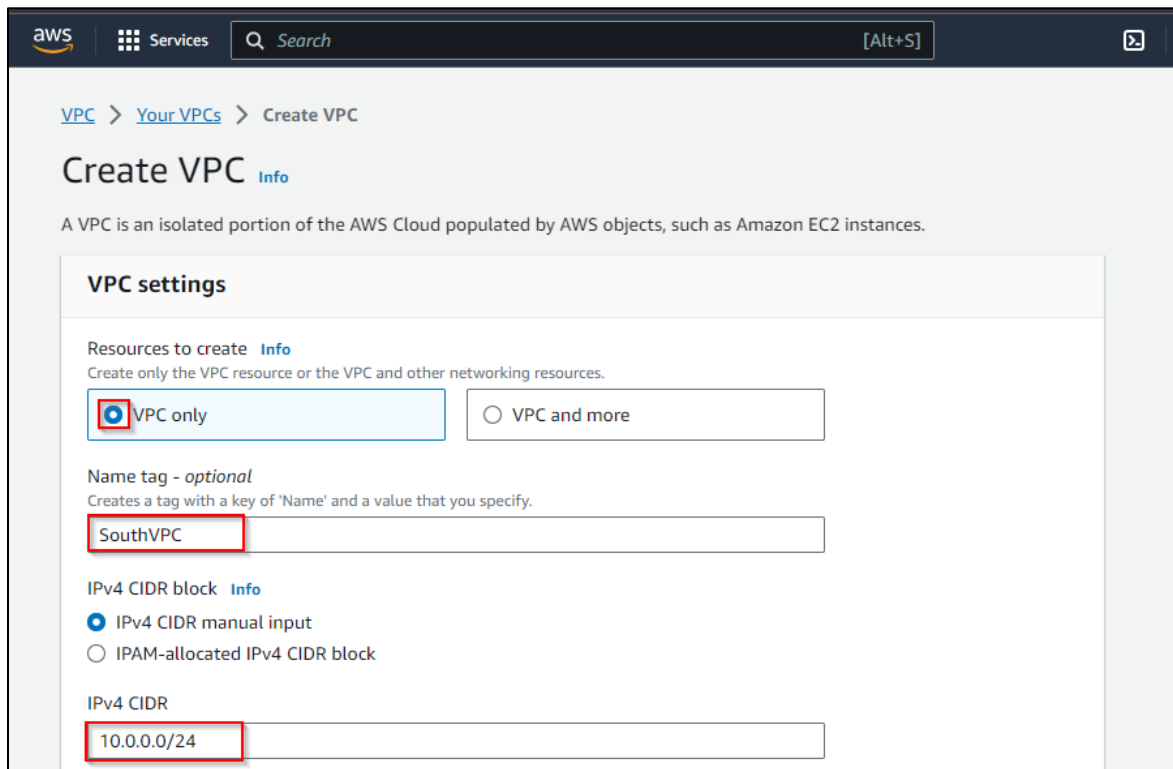 aws Services Search [Alt+S]
VPC > Your VPCs > Create VPC
Create VPC Info
A VPC is an isolated portion of the AWS Cloud populated by AWS objects, such as Amazon EC2 instances.
VPC settings
Resources to create Info
Create only the VPC resource or the VPC and other networking resources.
VPC only VPC and more
Name tag - optional
Creates a tag with a key of 'Name' and a value that you specify.
SouthVPC
IPv4 CIDR block Info
IPv4 CIDR manual input
IPAM-allocated IPv4 CIDR block
IPv4 CIDR
10.0.0.0/24